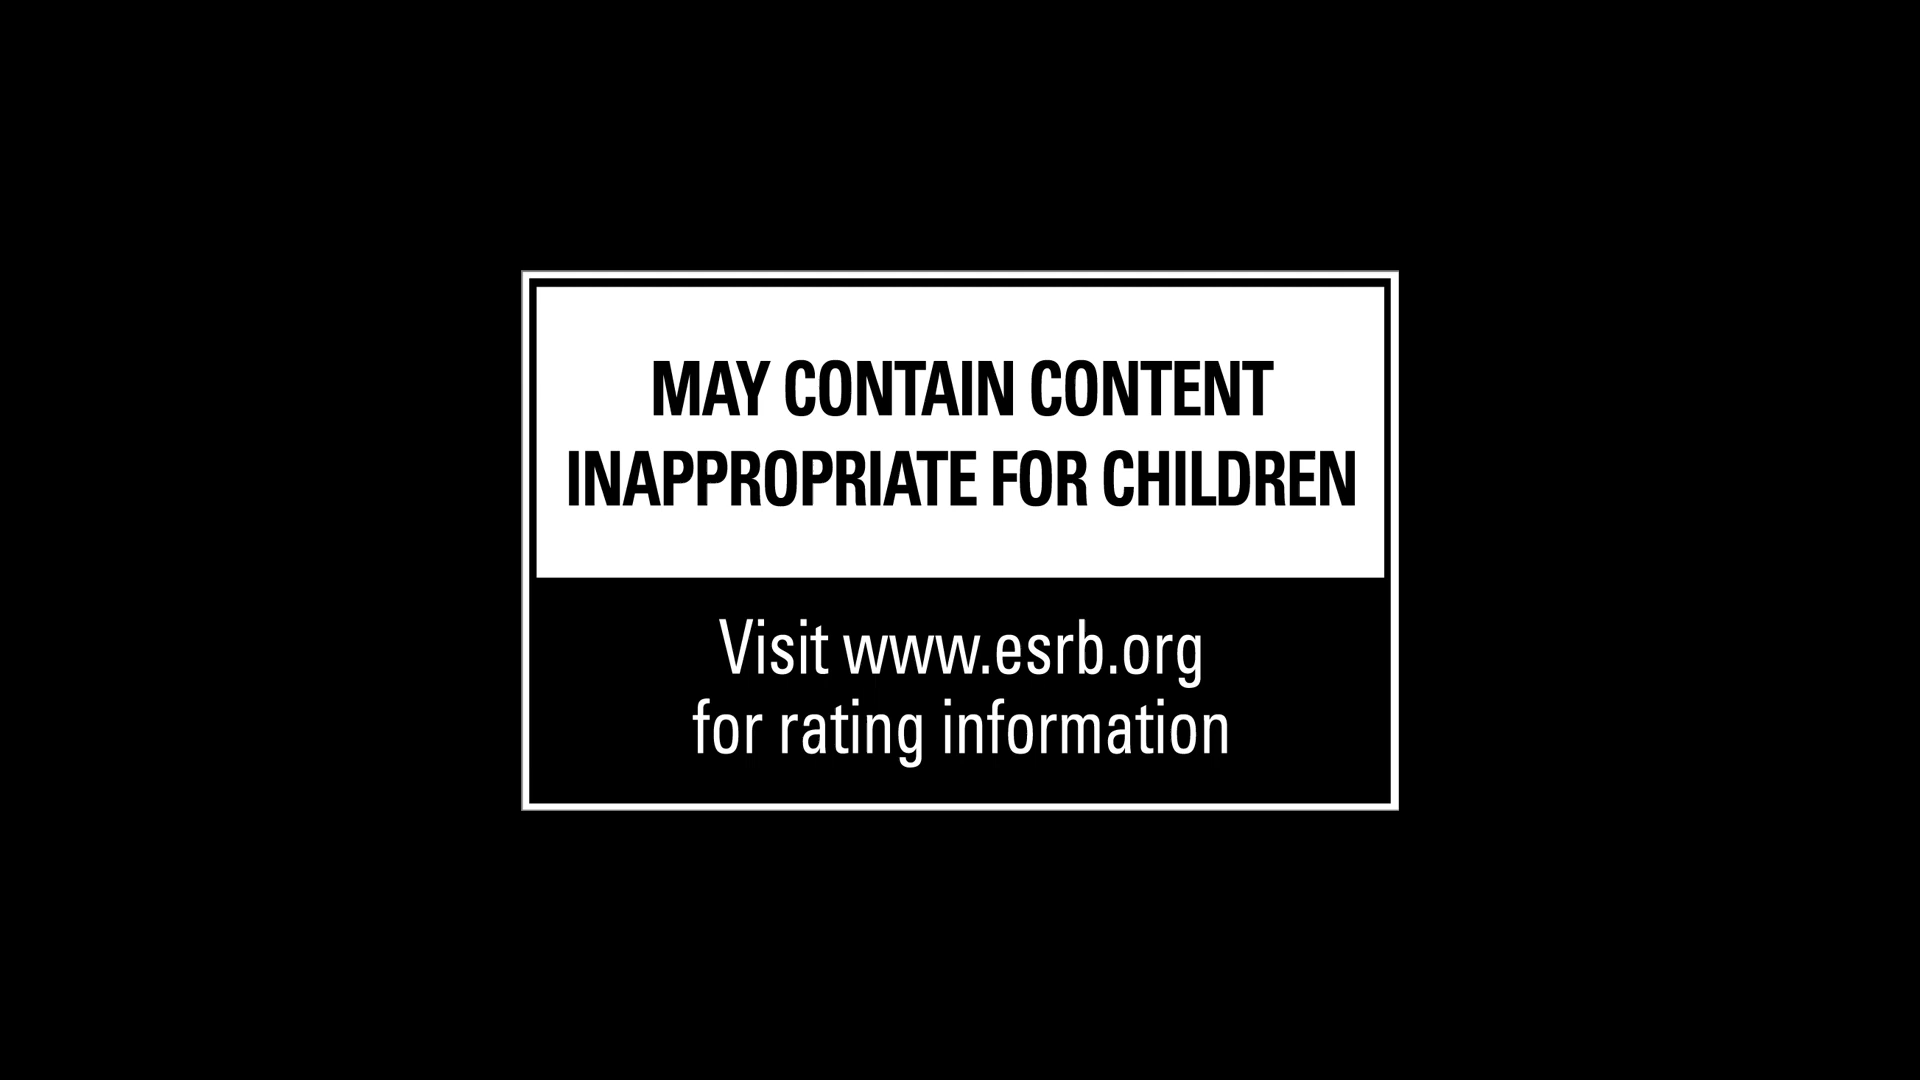 MAY CONTAIN CONTENT
INAPPROPRIATE FOR CHILDREN
Visit www.esrb.org
for rating information